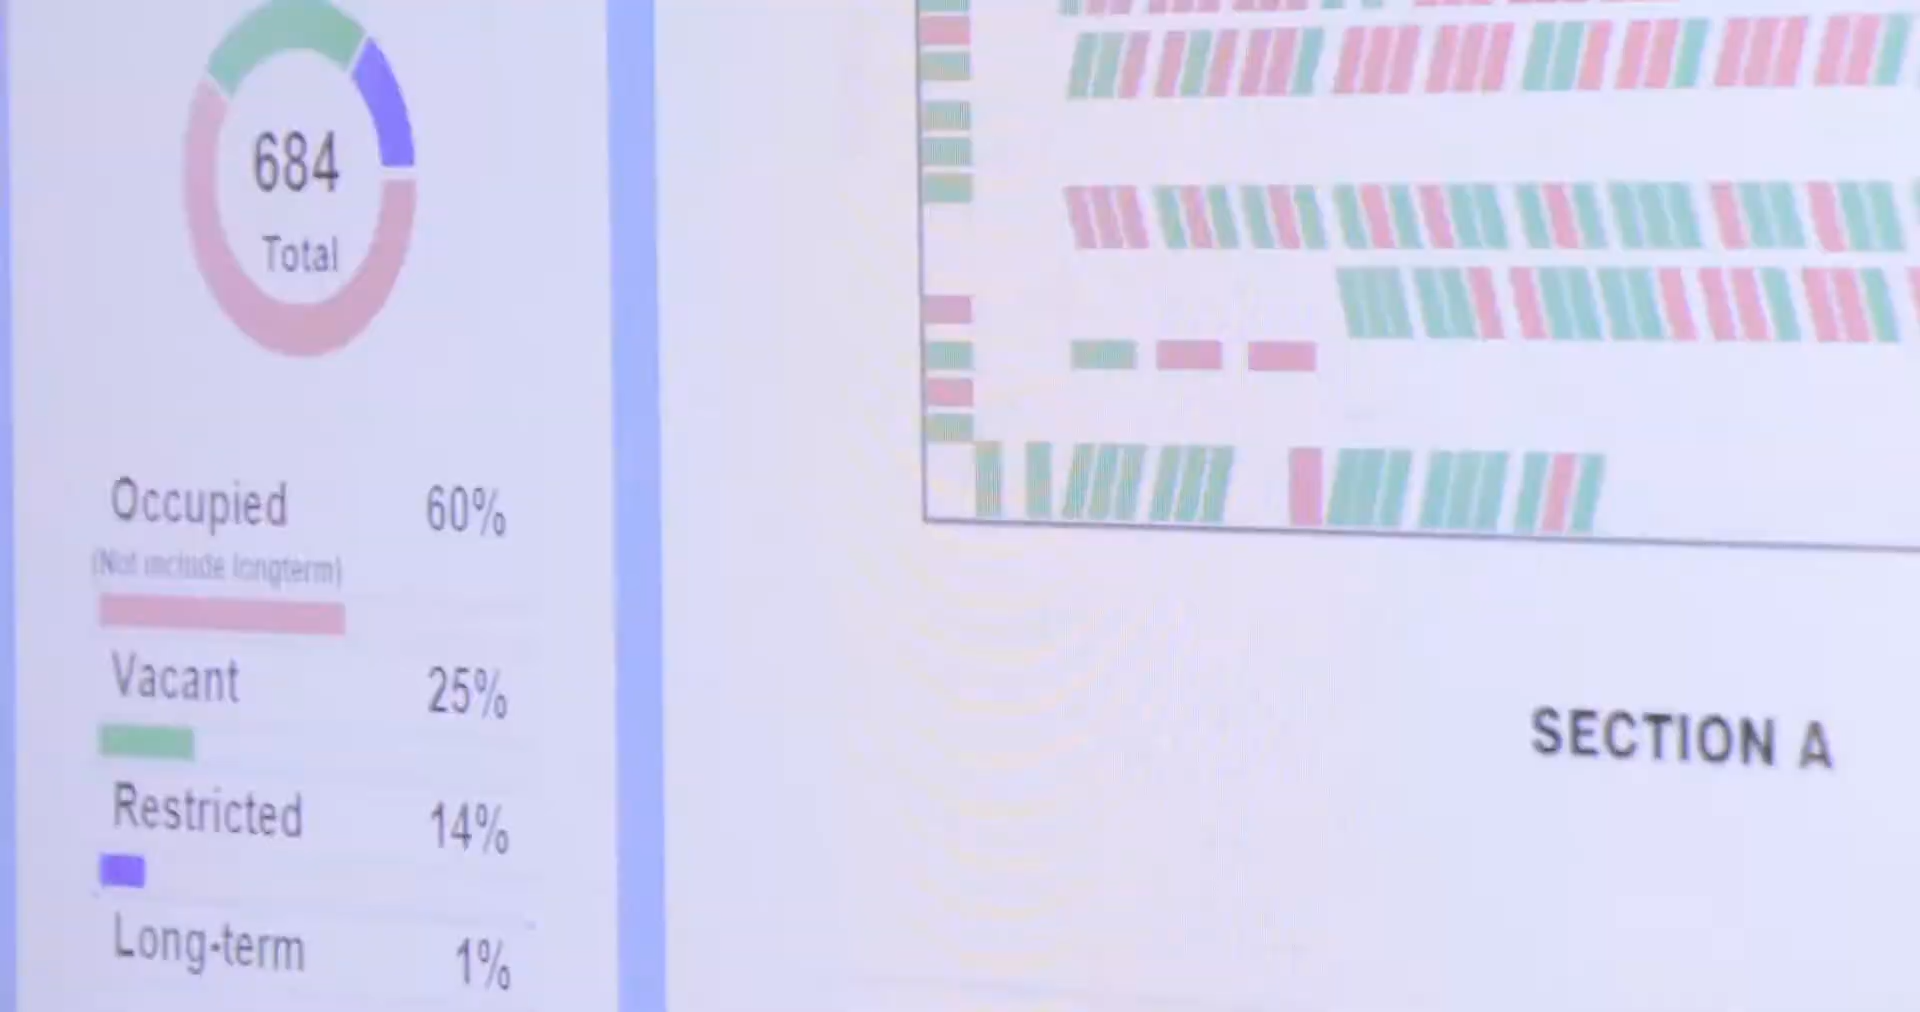 684
Total
Occupied 60%
(Not include longterm)
Vacant 25%
Restricted 14%
Long-term 1%
SECTION A